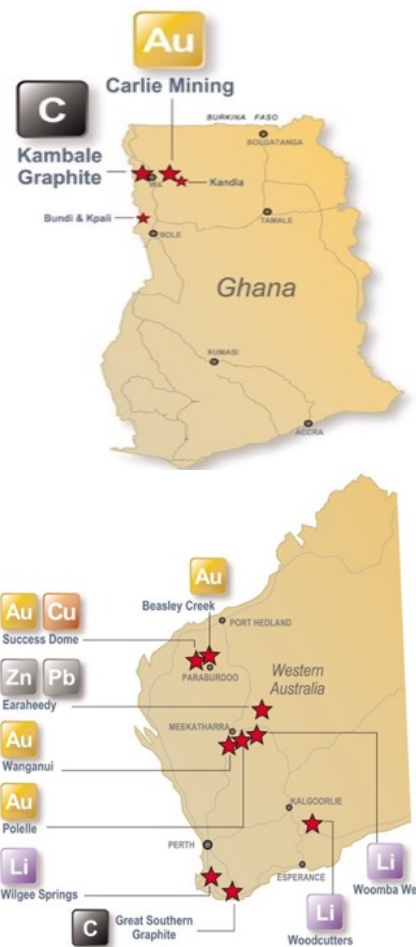 Au
Carlie Mining
C
Kambale
Graphite
BURKINA FASO
BOLGATANGA
WA
Kandia
Bundi & Kpali
TAMALE
BOLE
Ghana
KUMASI
ACCRA
Au
Beasley Creek
Au Cu
Success Dome
PORT HEDLAND
PARABURDOO
Western
Australia
Zn Pb
Earaheedy
MEEKATHARRA
Au
Wanganui
Au
Polelle
KALGOORLIE
PERTH
ESPERANCE
Li
Woomba We
Li
Wilgee Springs
C
Great Southern
Graphite
Li
Woodcutters